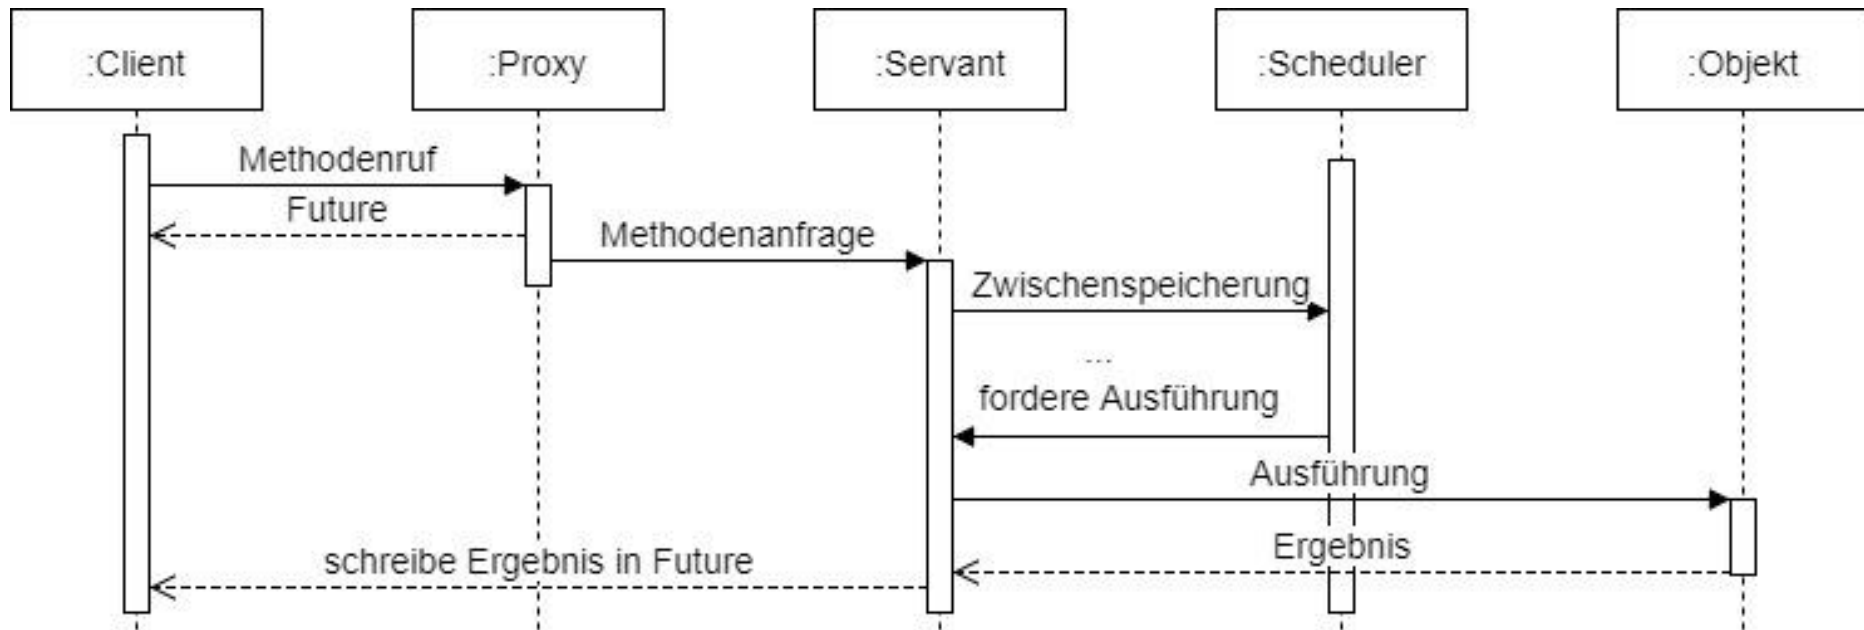 :Client
:Proxy
:Servant
:Scheduler
:Objekt
Methodenruf
Future
Methodenanfrage
Zwischenspeicherung
...
fordere Ausführung
Ausführung
Ergebnis
schreibe Ergebnis in Future